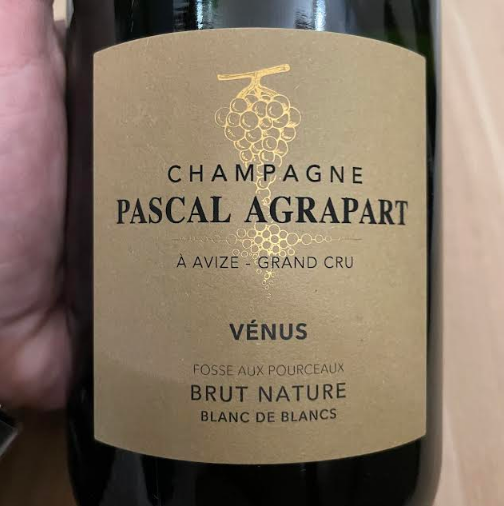 CHAMPAGNE
PASCAL AGRAPART
À AVIZE - GRAND CRU
VÉNUS
FOSSE AUX POURCEAUX
BRUT NATURE
BLANC DE BLANCS